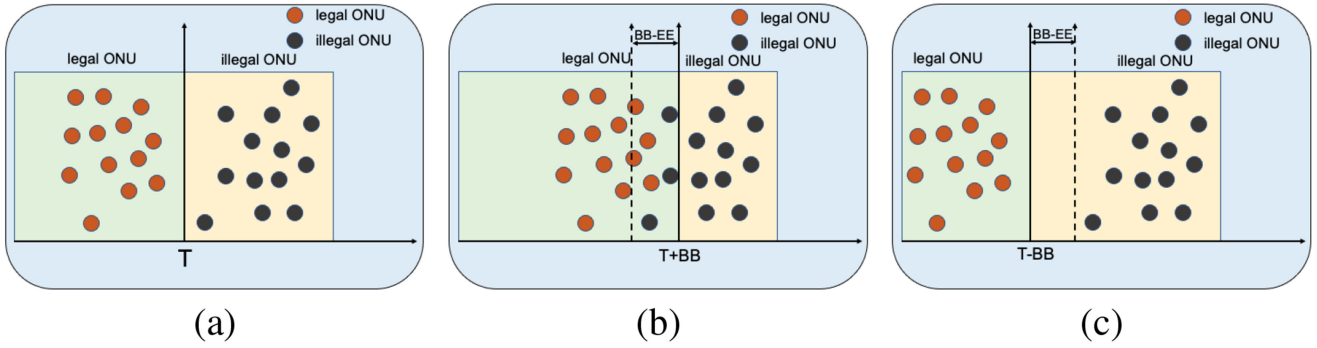 legal ONU
illegal ONU
legal ONU
illegal ONU
T
(a)
legal ONU
illegal ONU
BB-EE
legal ONU
illegal ONU
T+BB
(b)
legal ONU
illegal ONU
BB-EE
legal ONU
illegal ONU
T-BB
(c)